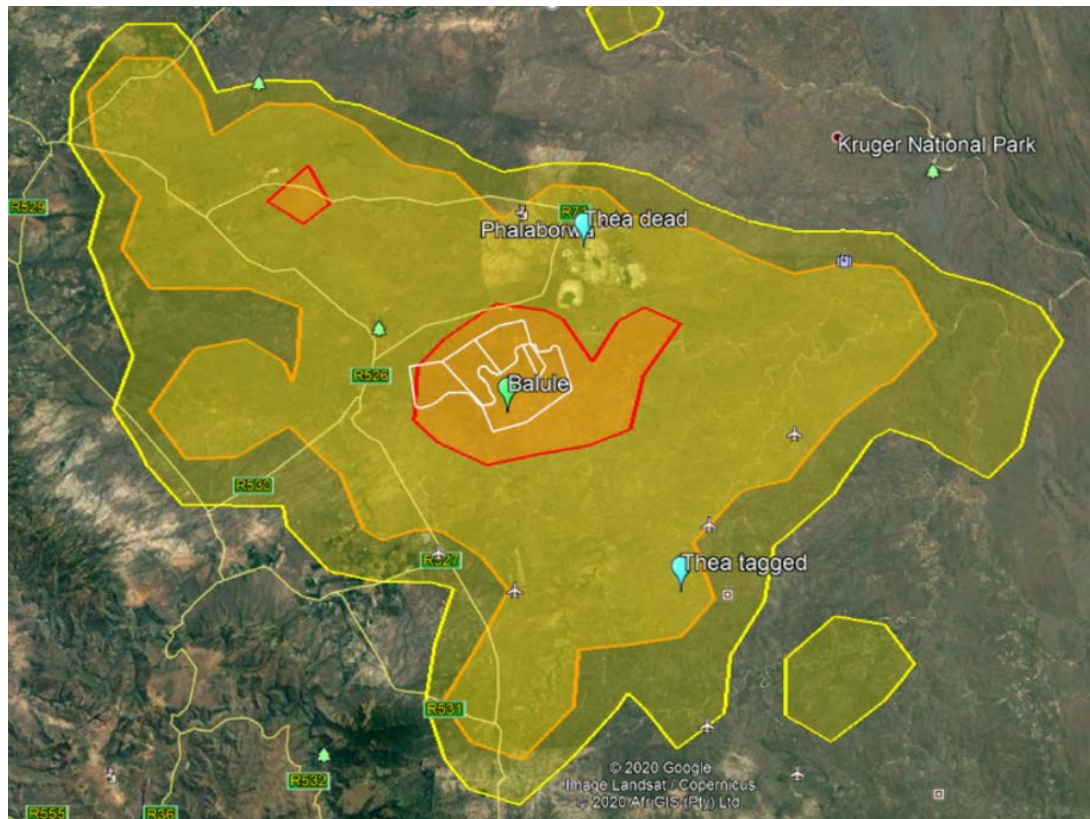 Kruger National Park
R529
R71
Thea dead
Phalaborwa
R526
Balule
R530
R527
Thea tagged
R531
© 2020 Google
Image Landsat / Copernicus
© 2020 AfriGIS (Pty) Ltd.
R532
R555
R36